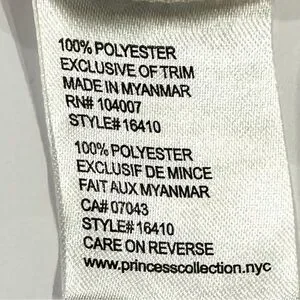 100% POLYESTER
EXCLUSIVE OF TRIM
MADE IN MYANMAR
RN# 104007
STYLE# 16410
100% POLYESTER
EXCLUSIF DE MINCE
FAIT AUX MYANMAR
CA# 07043
STYLE# 16410
CARE ON REVERSE
www.princesscollection.nyc